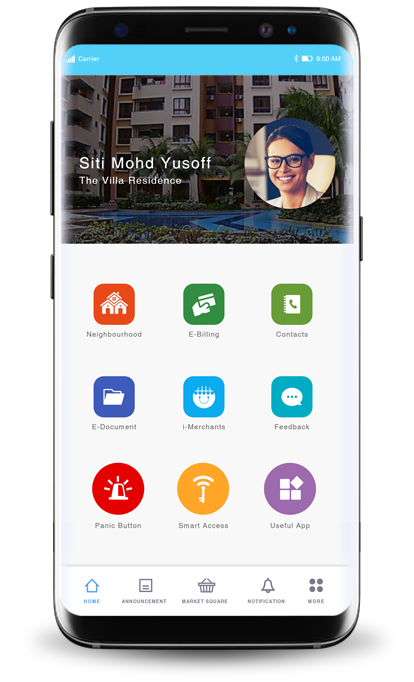 Carrier 9:00 AM
Siti Mohd Yusoff
The Villa Residence
Neighbourhood E-Billing Contacts
E-Document i-Merchants Feedback
Panic Button Smart Access Useful App
HOME ANNOUNCEMENT MARKET SQUARE NOTIFICATION MORE